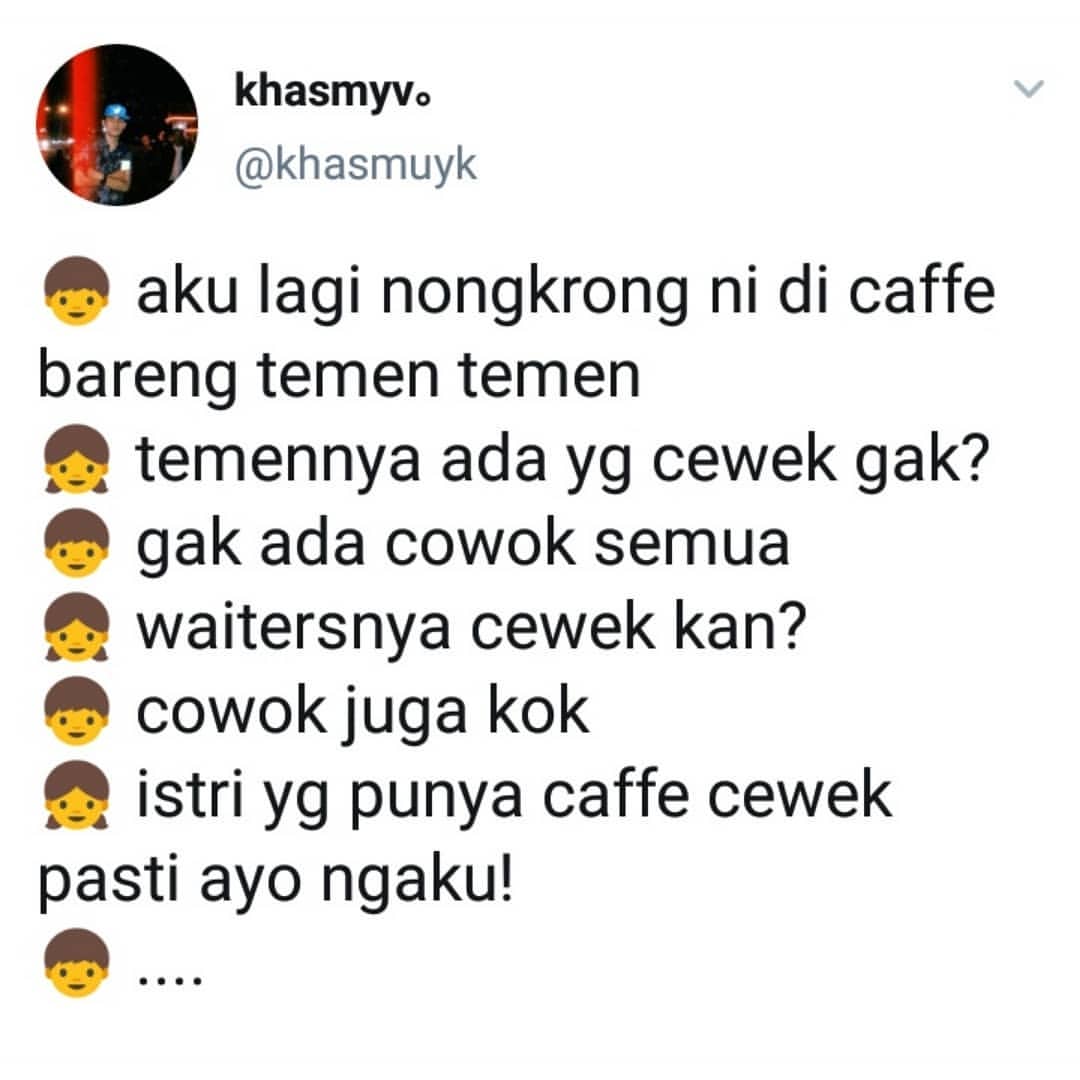 khasmyv。
@khasmuyk
👦 aku lagi nongkrong ni di caffe
bareng temen temen
👧 temennya ada yg cewek gak?
👦 gak ada cowok semua
👧 waitersnya cewek kan?
👦 cowok juga kok
👧 istri yg punya caffe cewek
pasti ayo ngaku!
👦 ....